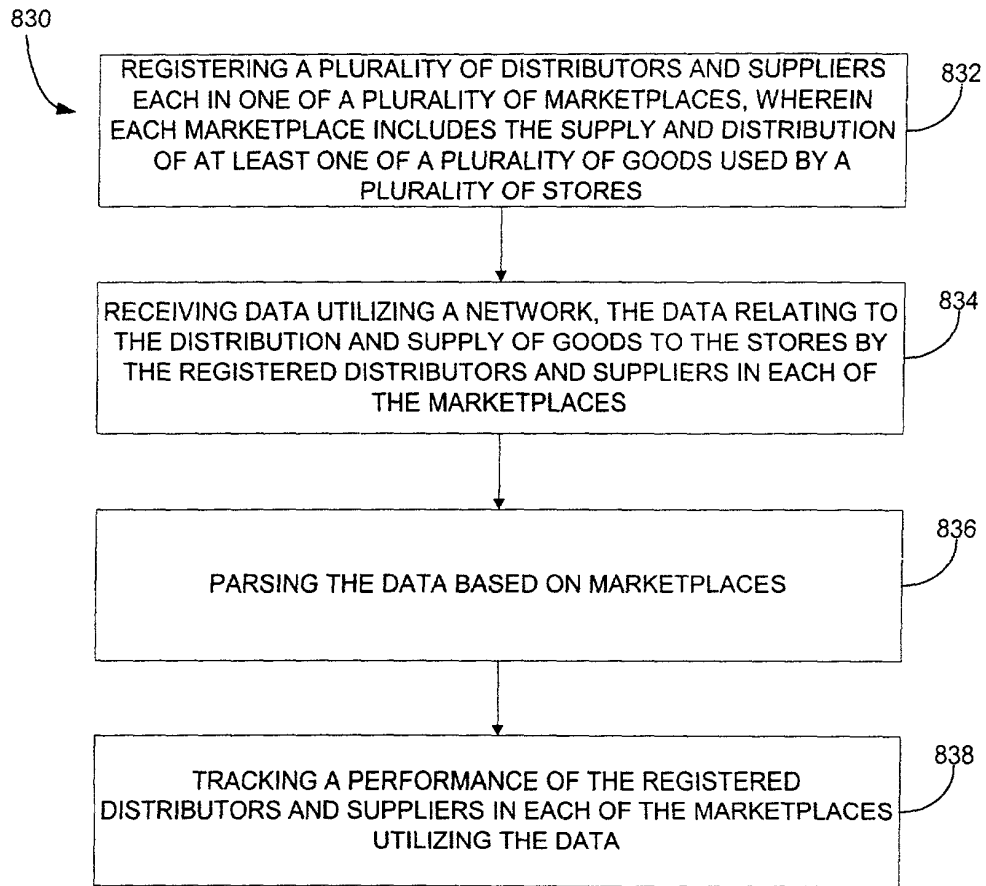 830
REGISTERING A PLURALITY OF DISTRIBUTORS AND SUPPLIERS
EACH IN ONE OF A PLURALITY OF MARKETPLACES, WHEREIN
EACH MARKETPLACE INCLUDES THE SUPPLY AND DISTRIBUTION
OF AT LEAST ONE OF A PLURALITY OF GOODS USED BY A
PLURALITY OF STORES
832
RECEIVING DATA UTILIZING A NETWORK, THE DATA RELATING TO
THE DISTRIBUTION AND SUPPLY OF GOODS TO THE STORES BY
THE REGISTERED DISTRIBUTORS AND SUPPLIERS IN EACH OF
THE MARKETPLACES
834
PARSING THE DATA BASED ON MARKETPLACES
836
TRACKING A PERFORMANCE OF THE REGISTERED
DISTRIBUTORS AND SUPPLIERS IN EACH OF THE MARKETPLACES
UTILIZING THE DATA
838